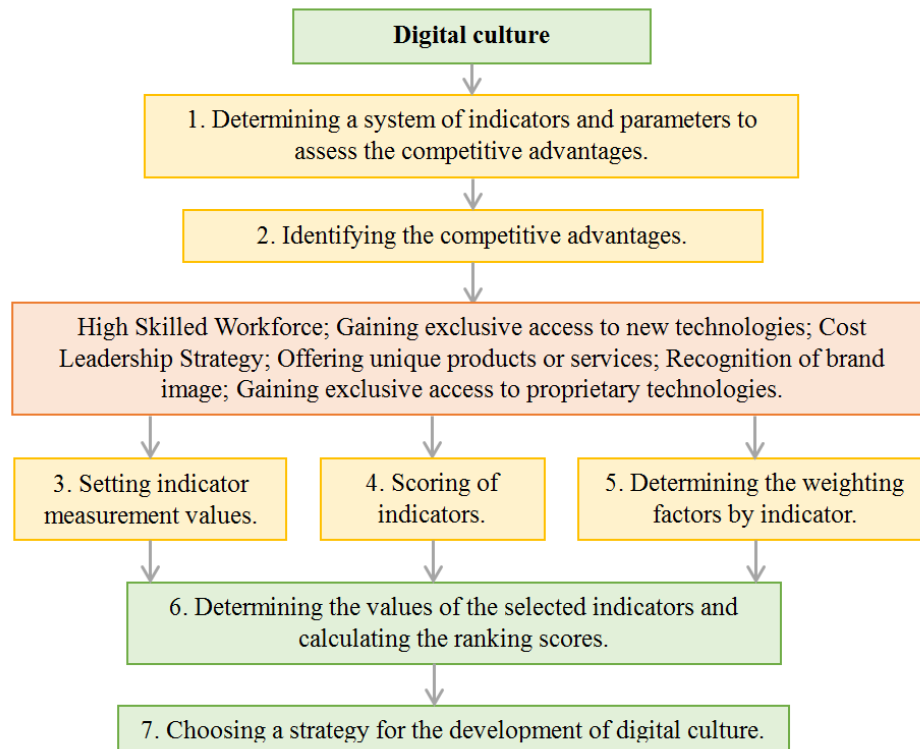 Digital culture
1. Determining a system of indicators and parameters to
assess the competitive advantages.
2. Identifying the competitive advantages.
High Skilled Workforce; Gaining exclusive access to new technologies; Cost
Leadership Strategy; Offering unique products or services; Recognition of brand
image; Gaining exclusive access to proprietary technologies.
3. Setting indicator
measurement values.
4. Scoring of
indicators.
5. Determining the weighting
factors by indicator.
6. Determining the values of the selected indicators and
calculating the ranking scores.
7. Choosing a strategy for the development of digital culture.